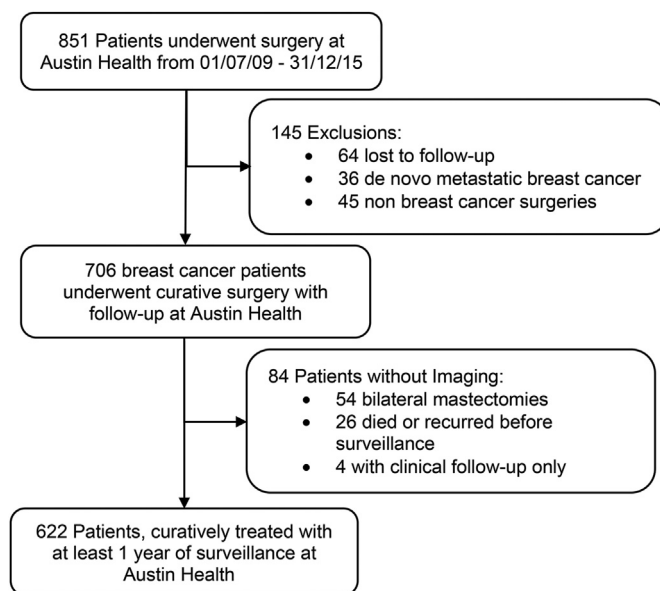 851 Patients underwent surgery at
Austin Health from 01/07/09 - 31/12/15
145 Exclusions:
• 64 lost to follow-up
• 36 de novo metastatic breast cancer
• 45 non breast cancer surgeries
706 breast cancer patients
underwent curative surgery with
follow-up at Austin Health
84 Patients without Imaging:
• 54 bilateral mastectomies
• 26 died or recurred before
surveillance
• 4 with clinical follow-up only
622 Patients, curatively treated with
at least 1 year of surveillance at
Austin Health